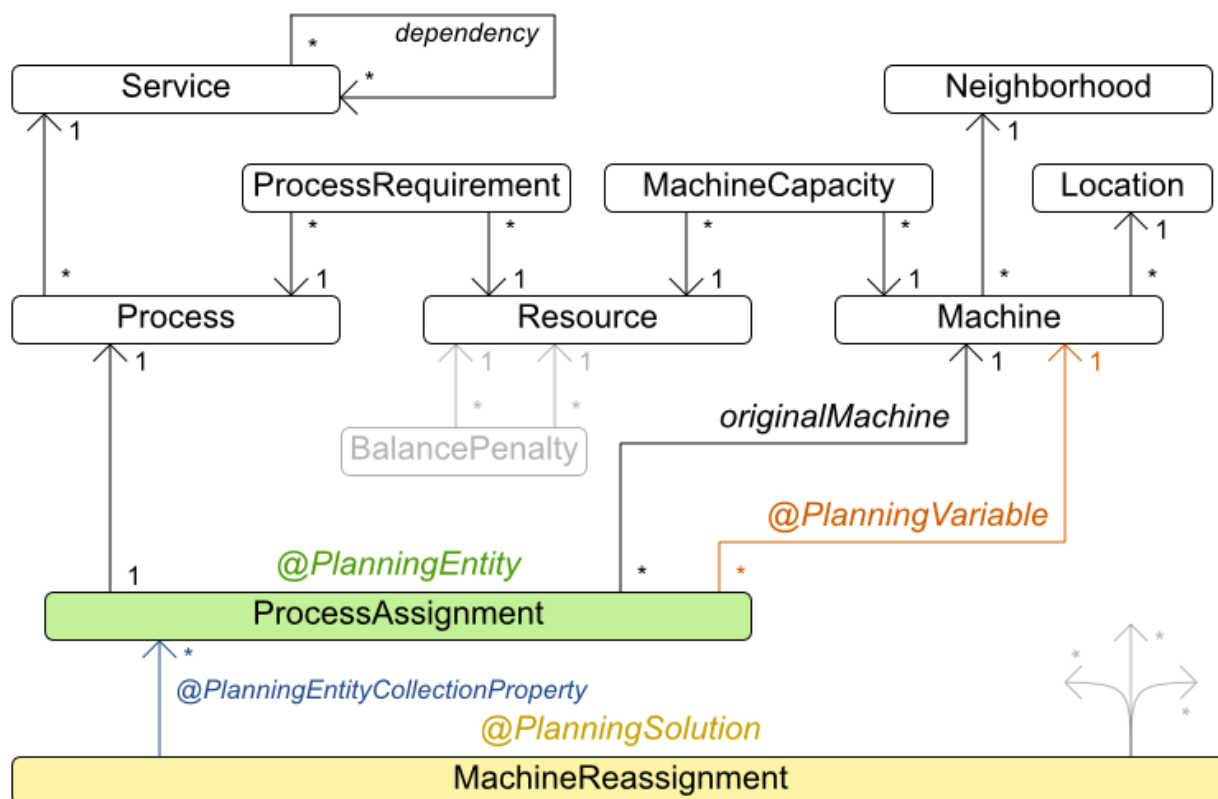 *
dependency
Service
*
Neighborhood
1
1
ProcessRequirement
MachineCapacity
Location
*
*
*
*
1
*
1
1
1
1
*
*
Process
Resource
Machine
1
1
1
1
1
*
*
originalMachine
BalancePenalty
@PlanningVariable
@PlanningEntity
1
*
*
ProcessAssignment
*
*
*
@PlanningEntityCollectionProperty
*
@PlanningSolution
MachineReassignment